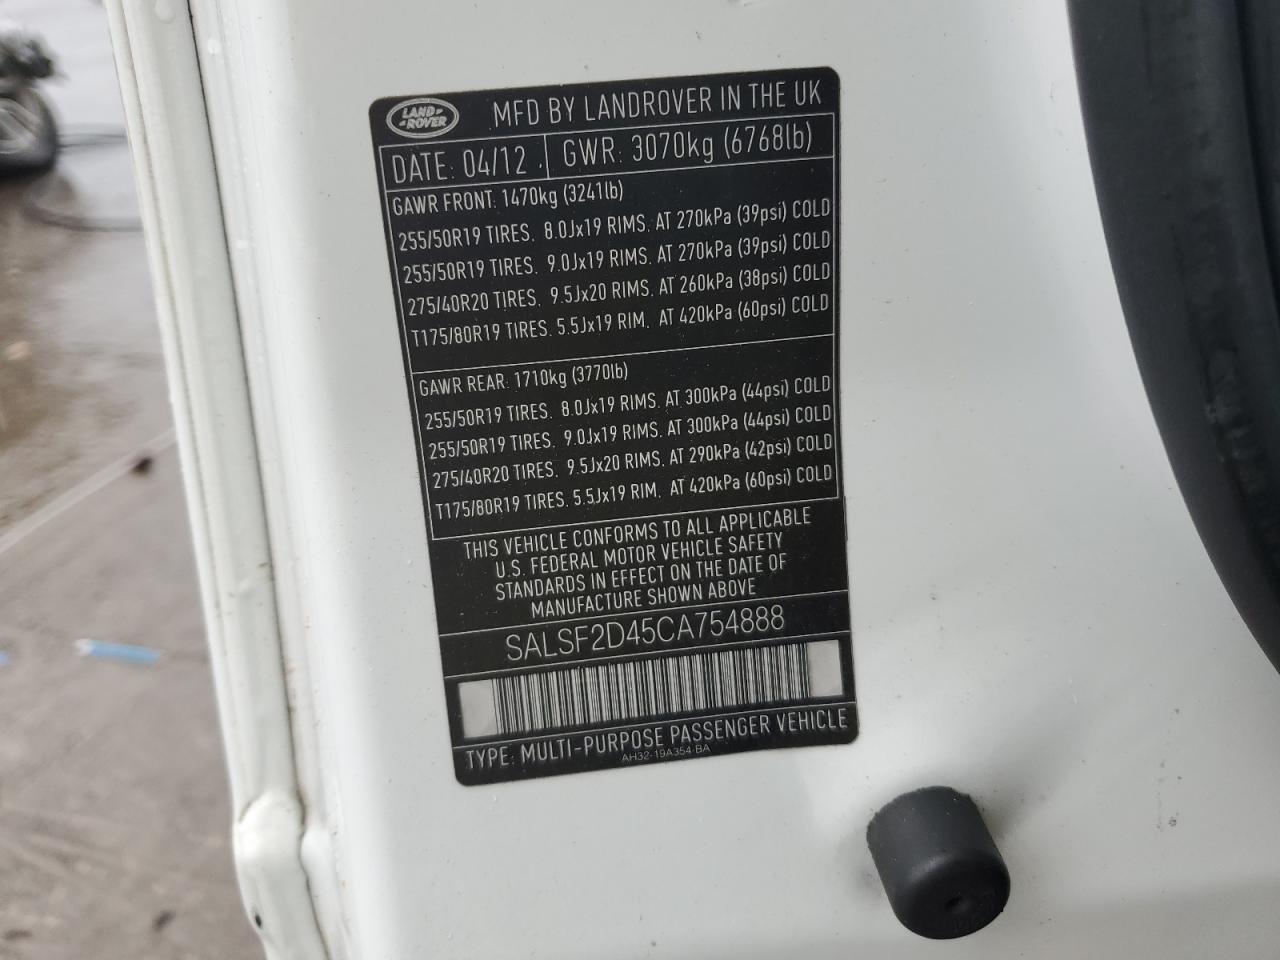 LAND-
-ROVER
MFD BY LANDROVER IN THE UK
DATE: 04/12
GWR: 3070kg (6768lb)
GAWR FRONT: 1470kg (3241lb)
255/50R19 TIRES. 8.0Jx19 RIMS. AT 270kPa (39psi) COLD
255/50R19 TIRES. 9.0Jx19 RIMS. AT 270kPa (39psi) COLD
275/40R20 TIRES. 9.5Jx20 RIMS. AT 260kPa (38psi) COLD
T175/80R19 TIRES. 5.5Jx19 RIM. AT 420kPa (60psi) COLD
GAWR REAR: 1710kg (3770lb)
255/50R19 TIRES. 8.0Jx19 RIMS. AT 300kPa (44psi) COLD
255/50R19 TIRES. 9.0Jx19 RIMS. AT 300kPa (44psi) COLD
275/40R20 TIRES. 9.5Jx20 RIMS. AT 290kPa (42psi) COLD
T175/80R19 TIRES. 5.5Jx19 RIM. AT 420kPa (60psi) COLD
THIS VEHICLE CONFORMS TO ALL APPLICABLE
U.S. FEDERAL MOTOR VEHICLE SAFETY
STANDARDS IN EFFECT ON THE DATE OF
MANUFACTURE SHOWN ABOVE
SALSF2D45CA754888
TYPE: MULTI-PURPOSE PASSENGER VEHICLE
AH32-19A354-BA